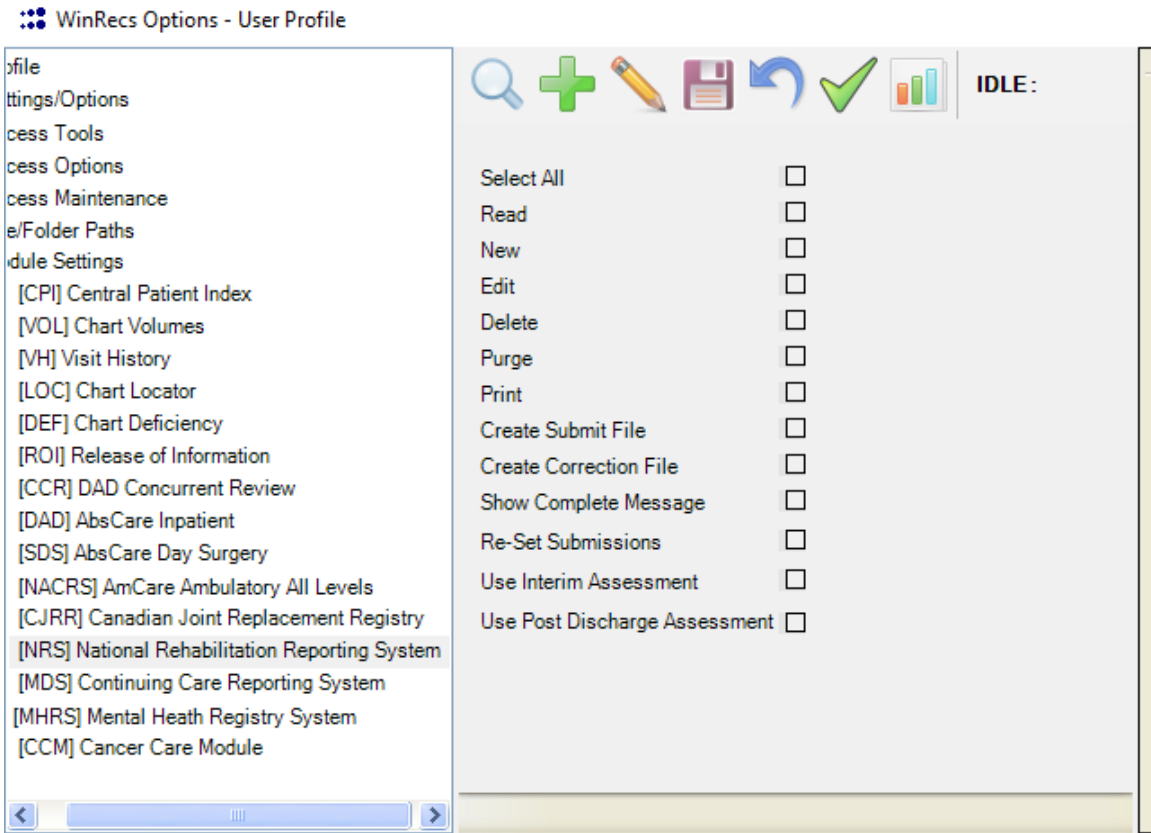 WinRecs Options - User Profile
ofile
ttings/Options
cess Tools
cess Options
cess Maintenance
e/Folder Paths
dule Settings
[CPI] Central Patient Index
[VOL] Chart Volumes
[VH] Visit History
[LOC] Chart Locator
[DEF] Chart Deficiency
[ROI] Release of Information
[CCR] DAD Concurrent Review
[DAD] AbsCare Inpatient
[SDS] AbsCare Day Surgery
[NACRS] AmCare Ambulatory All Levels
[CJRR] Canadian Joint Replacement Registry
[NRS] National Rehabilitation Reporting System
[MDS] Continuing Care Reporting System
[MHRS] Mental Heath Registry System
[CCM] Cancer Care Module
IDLE:
Select All
Read
New
Edit
Delete
Purge
Print
Create Submit File
Create Correction File
Show Complete Message
Re-Set Submissions
Use Interim Assessment
Use Post Discharge Assessment